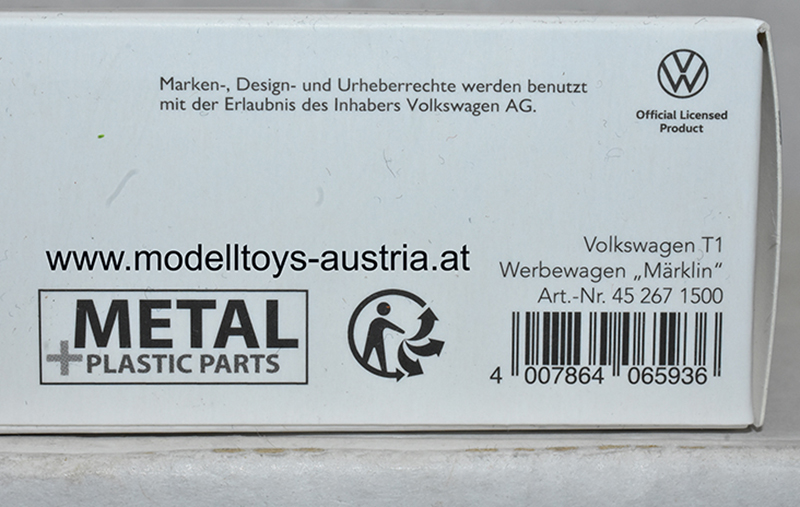 Marken-, Design- und Urheberrechte werden benutzt
mit der Erlaubnis des Inhabers Volkswagen AG.
Official Licensed
Product
www.modelltoys-austria.at
Volkswagen T1
Werbewagen „Märklin“
Art.-Nr. 45 267 1500
METAL
+PLASTIC PARTS
4 007864 065936